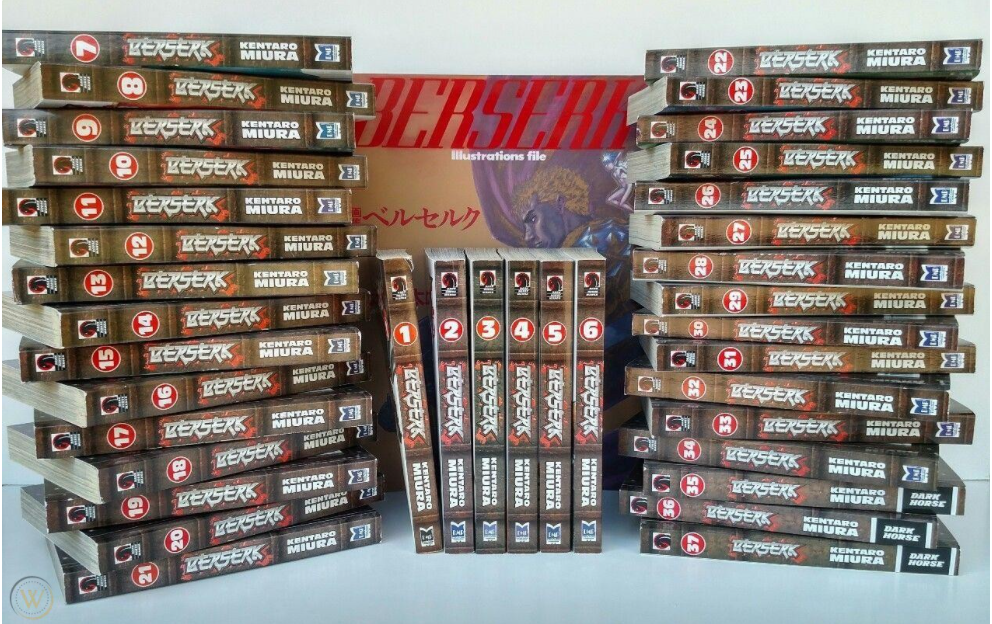 7 BERSERK KENTARO MIURA
8 BERSERK KENTARO MIURA
9 BERSERK KENTARO MIURA
10 BERSERK KENTARO MIURA
11 BERSERK KENTARO MIURA
12 BERSERK KENTARO MIURA
13 BERSERK KENTARO MIURA
14 BERSERK KENTARO MIURA
15 BERSERK KENTARO MIURA
16 BERSERK KENTARO MIURA
17 BERSERK KENTARO MIURA
18 BERSERK KENTARO MIURA
19 BERSERK KENTARO MIURA
20 BERSERK KENTARO MIURA
21 BERSERK KENTARO MIURA
BERSERK
Illustrations file
ベルセルク
1 BERSERK KENTARO MIURA
2 BERSERK KENTARO MIURA
3 BERSERK KENTARO MIURA
4 BERSERK KENTARO MIURA
5 BERSERK KENTARO MIURA
6 BERSERK KENTARO MIURA
22 BERSERK KENTARO MIURA
23 BERSERK KENTARO MIURA
24 BERSERK KENTARO MIURA
25 BERSERK KENTARO MIURA
26 BERSERK KENTARO MIURA
27 BERSERK KENTARO MIURA
28 BERSERK KENTARO MIURA
29 BERSERK KENTARO MIURA
30 BERSERK KENTARO MIURA
31 BERSERK KENTARO MIURA
32 BERSERK KENTARO MIURA
33 BERSERK KENTARO MIURA
34 BERSERK KENTARO MIURA
35 BERSERK KENTARO MIURA DARK HORSE
36 BERSERK KENTARO MIURA DARK HORSE
37 BERSERK KENTARO MIURA DARK HORSE
W